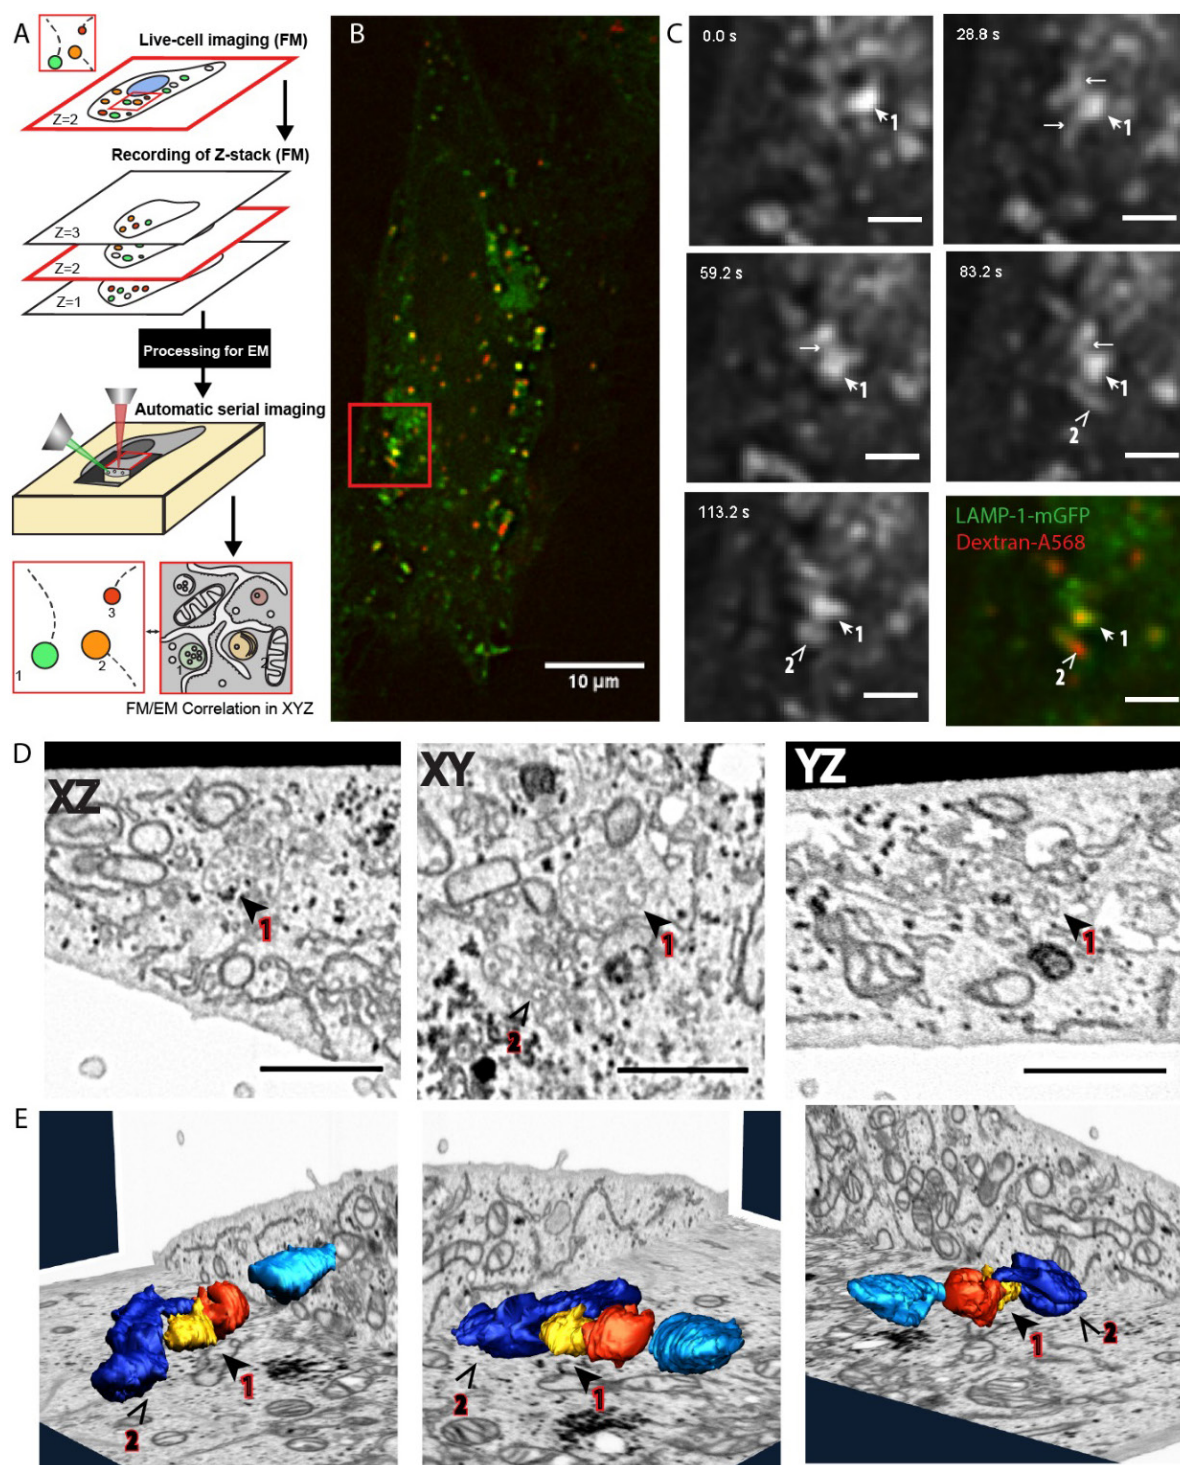 A
Live-cell imaging (FM)
Z=2
Recording of Z-stack (FM)
Z=3
Z=2
Z=1
Processing for EM
Automatic serial imaging
1
2
3
1
2
FM/EM Correlation in XYZ
B
10 µm
C
0.0 s
1
28.8 s
1
59.2 s
1
83.2 s
1
2
113.2 s
1
2
LAMP-1-mGFP
Dextran-A568
1
2
D
XZ
1
XY
1
2
YZ
1
E
1
2
1
2
1
2